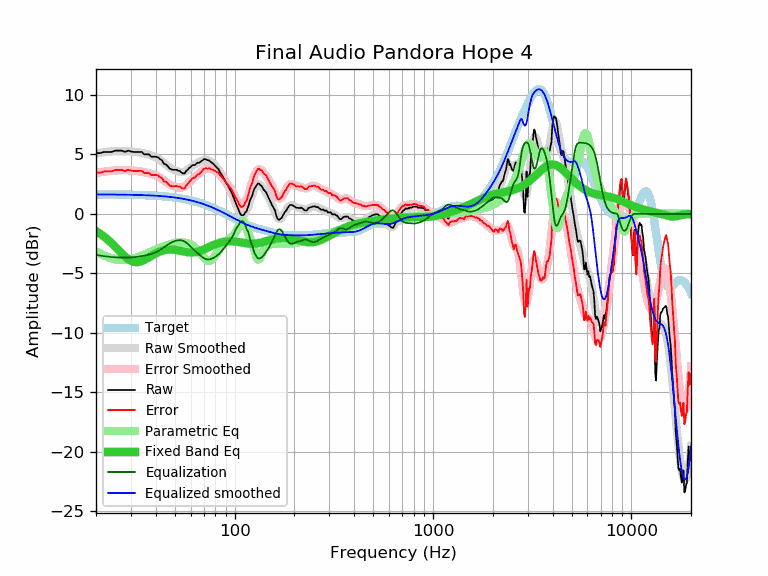 Final Audio Pandora Hope 4
10
5
0
−5
−10
−15
−20
−25
Amplitude (dBr)
Target
Raw Smoothed
Error Smoothed
Raw
Error
Parametric Eq
Fixed Band Eq
Equalization
Equalized smoothed
100 1000 10000
Frequency (Hz)